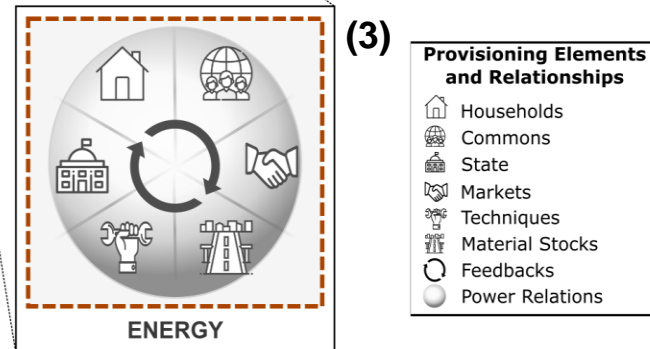 (3)
ENERGY
Provisioning Elements
and Relationships
Households
Commons
State
Markets
Techniques
Material Stocks
Feedbacks
Power Relations